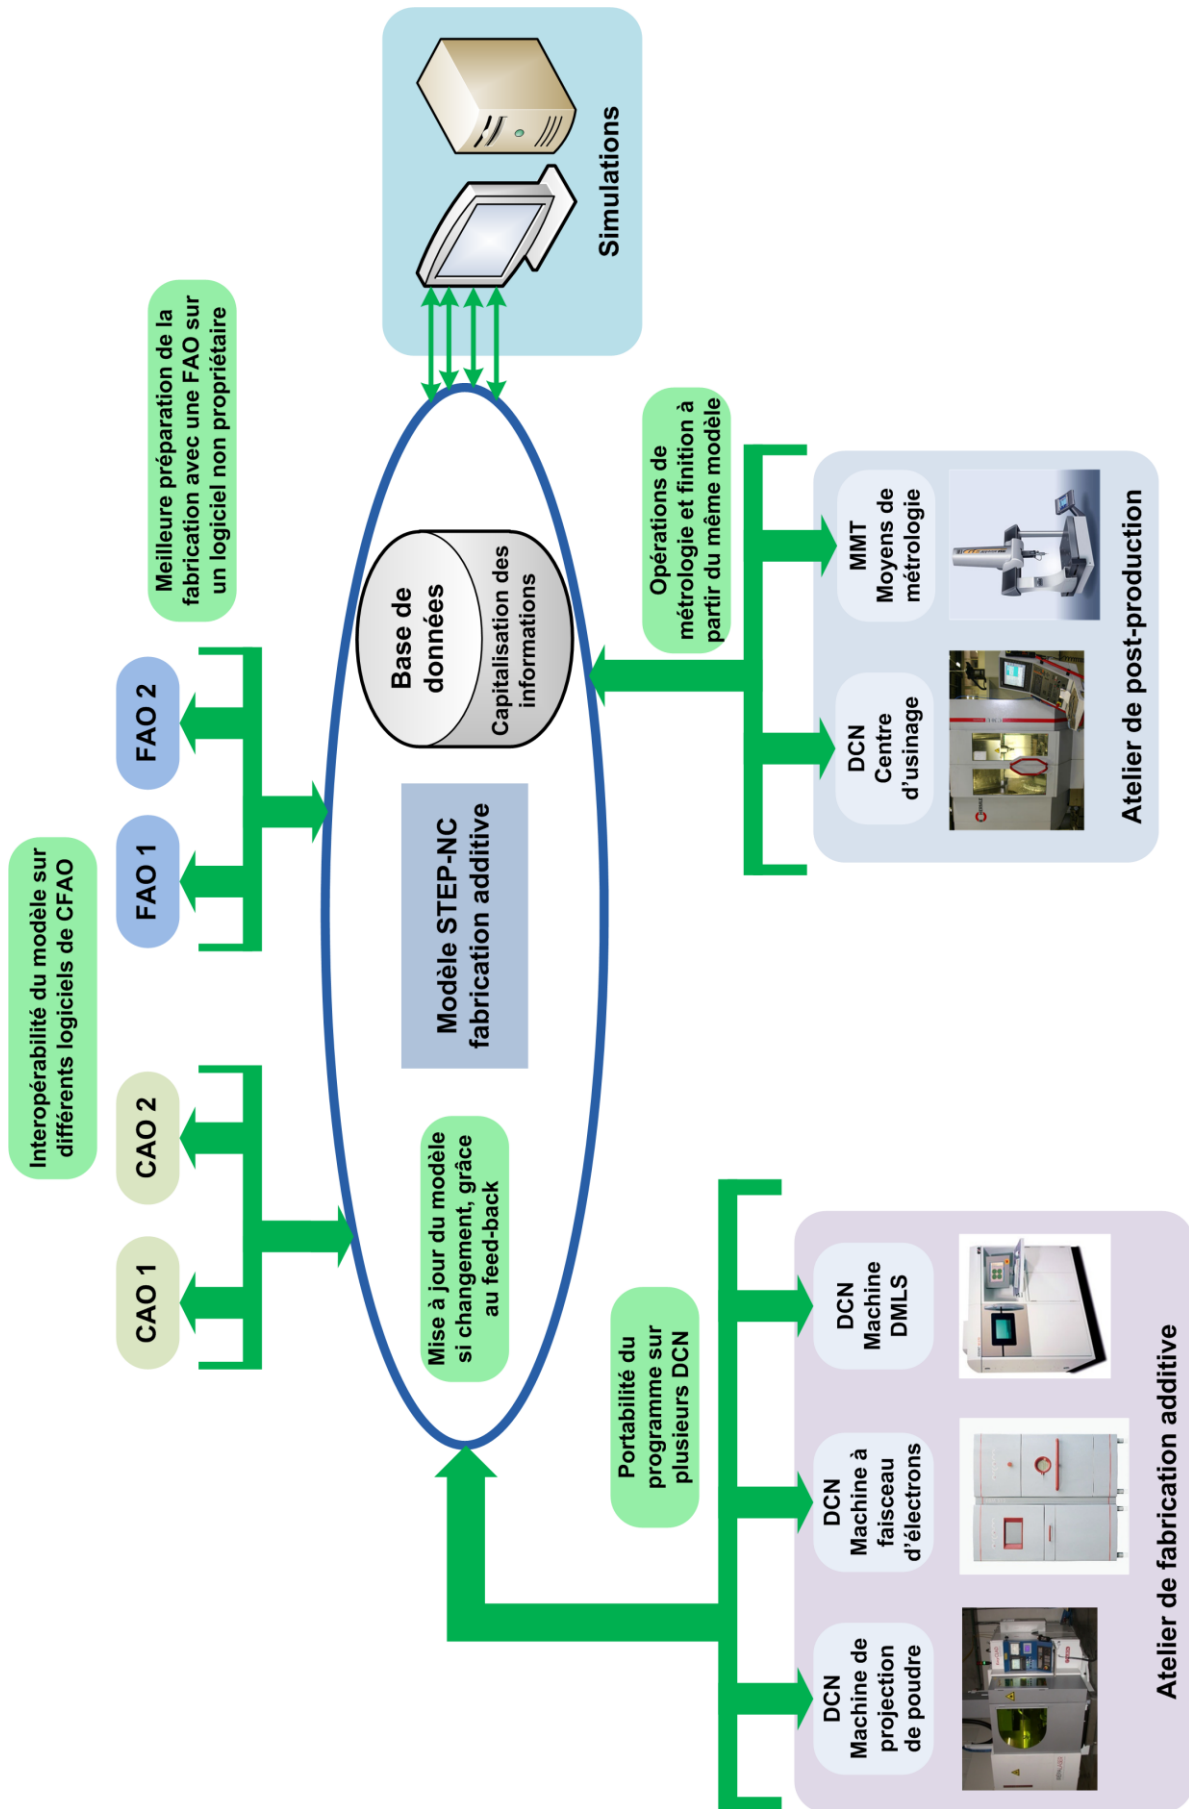 Interopérabilité du modèle sur
différents logiciels de CFAO
Meilleure préparation de la
fabrication avec une FAO sur
un logiciel non propriétaire
CAO 1
CAO 2
FAO 1
FAO 2
Mise à jour du modèle
si changement, grâce
au feed-back
Modèle STEP-NC
fabrication additive
Base de
données
Capitalisation des
informations
Simulations
Portabilité du
programme sur
plusieurs DCN
Opérations de
métrologie et finition à
partir du même modèle
DCN
Machine de
projection
de poudre
DCN
Machine à
faisceau
d'électrons
DCN
Machine
DMLS
Atelier de fabrication additive
DCN
Centre
d'usinage
MMT
Moyens de
métrologie
Atelier de post-production